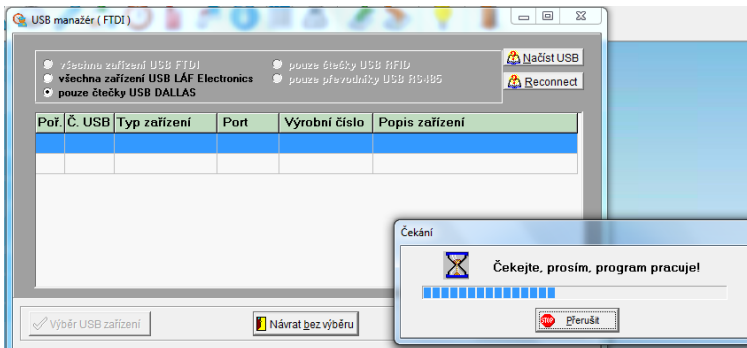 USB manažér ( FTDI )
všechna zařízení USB FTDI
všechna zařízení USB LÁF Electronics
pouze čtečky USB DALLAS
pouze čtečky USB RFID
pouze převodníky USB RS485
Načíst USB
Reconnect
Poř. Č. USB Typ zařízení Port Výrobní číslo Popis zařízení
Čekání
Čekejte, prosím, program pracuje!
STOP Přerušit
Výběr USB zařízení
Návrat bez výběru